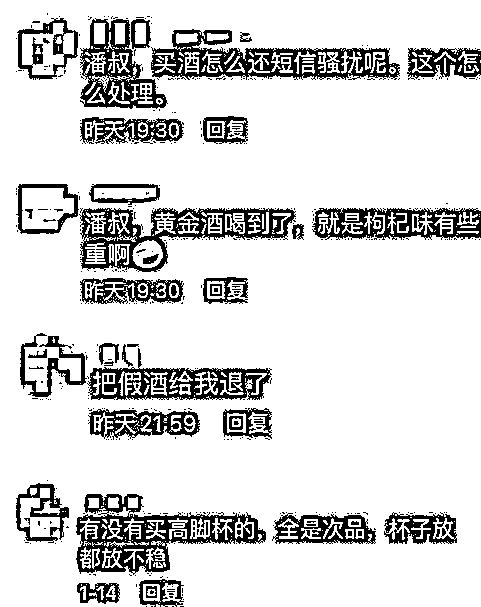 潘叔，买酒怎么还短信骚扰呢。这个怎
么处理。
昨天19:30 回复
潘叔，黄金酒喝到了。就是枸杞味有些
重啊
昨天19:30 回复
把假酒给我退了
昨天21:59 回复
有没有买高脚杯的，全是次品，杯子放
都放不稳
1-14 回复